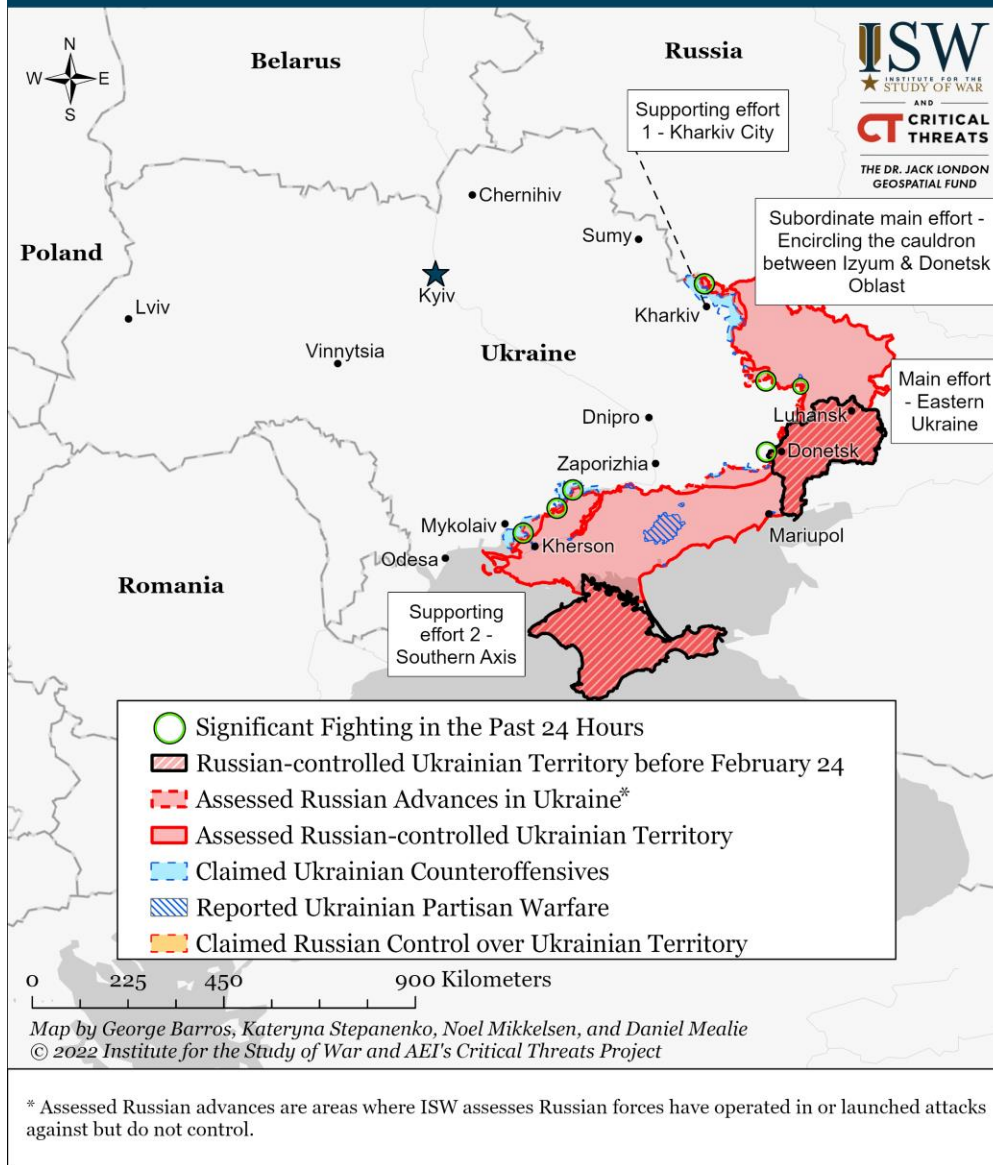 N
W
E
S
Belarus
Russia
ISW
INSTITUTE FOR THE
STUDY OF WAR
AND
CT CRITICAL
THREATS
THE DR. JACK LONDON
GEOSPATIAL FUND
Supporting effort
1 - Kharkiv City
Chernihiv
Subordinate main effort -
Encircling the cauldron
between Izyum & Donetsk
Oblast
Sumy
Poland
Kyiv
Lviv
Kharkiv
Vinnytsia
Ukraine
Main effort
- Eastern
Ukraine
Dnipro
Luhansk
Donetsk
Zaporizhia
Mykolaiv
Mariupol
Kherson
Odesa
Romania
Supporting
effort 2 -
Southern Axis
Significant Fighting in the Past 24 Hours
Russian-controlled Ukrainian Territory before February 24
Assessed Russian Advances in Ukraine*
Assessed Russian-controlled Ukrainian Territory
Claimed Ukrainian Counteroffensives
Reported Ukrainian Partisan Warfare
Claimed Russian Control over Ukrainian Territory
0 225 450 900 Kilometers
Map by George Barros, Kateryna Stepanenko, Noel Mikkelsen, and Daniel Mealie
© 2022 Institute for the Study of War and AEI's Critical Threats Project
* Assessed Russian advances are areas where ISW assesses Russian forces have operated in or launched attacks
against but do not control.